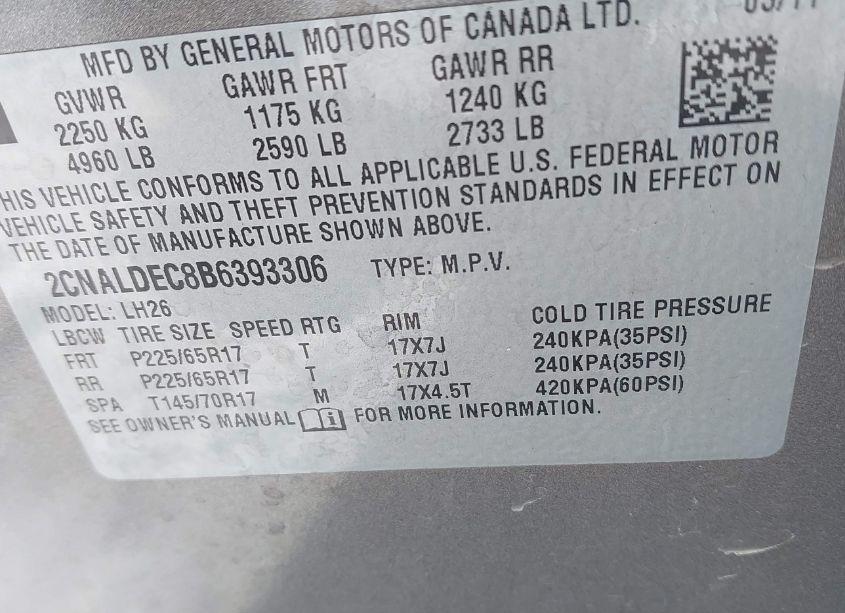 MFD BY GENERAL MOTORS OF CANADA LTD.
GVWR GAWR FRT GAWR RR
2250 KG 1175 KG 1240 KG
4960 LB 2590 LB 2733 LB
HIS VEHICLE CONFORMS TO ALL APPLICABLE U.S. FEDERAL MOTOR
VEHICLE SAFETY AND THEFT PREVENTION STANDARDS IN EFFECT ON
THE DATE OF MANUFACTURE SHOWN ABOVE.
2CNALDEC8B6393306 TYPE: M.P.V.
MODEL: LH26
LBCW TIRE SIZE SPEED RTG RIM COLD TIRE PRESSURE
FRT P225/65R17 T 17X7J 240KPA(35PSI)
RR P225/65R17 T 17X7J 240KPA(35PSI)
SPA T145/70R17 M 17X4.5T 420KPA(60PSI)
SEE OWNER'S MANUAL i FOR MORE INFORMATION.